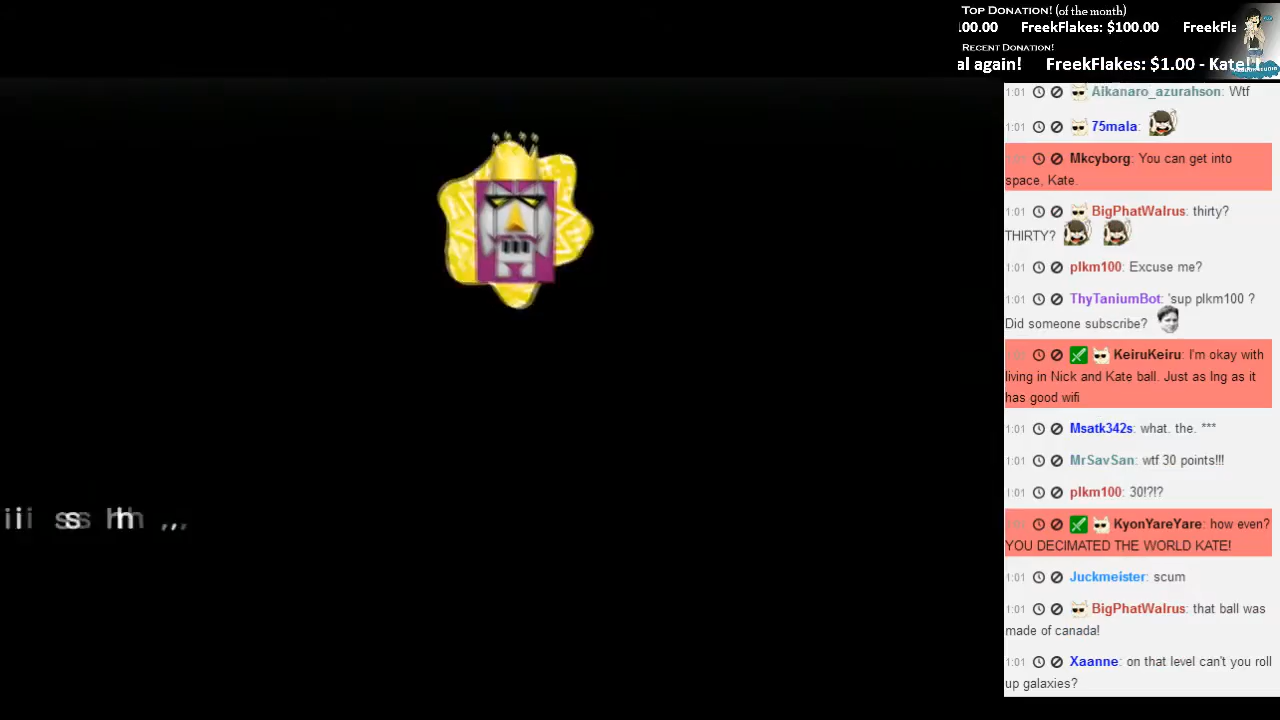 TOP DONATION! (of the month)
100.00 FreekFlakes: $100.00 FreekFla
RECENT DONATION!
al again! FreekFlakes: $1.00 - Kate!
1:01 Aikanaro_azurahson: Wtf
1:01 75mala:
Mkcyborg: You can get into
space, Kate.
1:01 BigPhatWalrus: thirty?
THIRTY?
1:01 plkm100: Excuse me?
1:01 ThyTaniumBot: 'sup plkm100 ?
Did someone subscribe?
KeiruKeiru: I'm okay with
living in Nick and Kate ball. Just as lng as it
has good wifi
1:01 Msatk342s: what. the. ***
1:01 MrSavSan: wtf 30 points!!!
1:01 plkm100: 30!?!?
KyonYareYare: how even?
YOU DECIMATED THE WORLD KATE!
1:01 Juckmeister: scum
1:01 BigPhatWalrus: that ball was
made of canada!
1:01 Xaanne: on that level can't you roll
up galaxies?